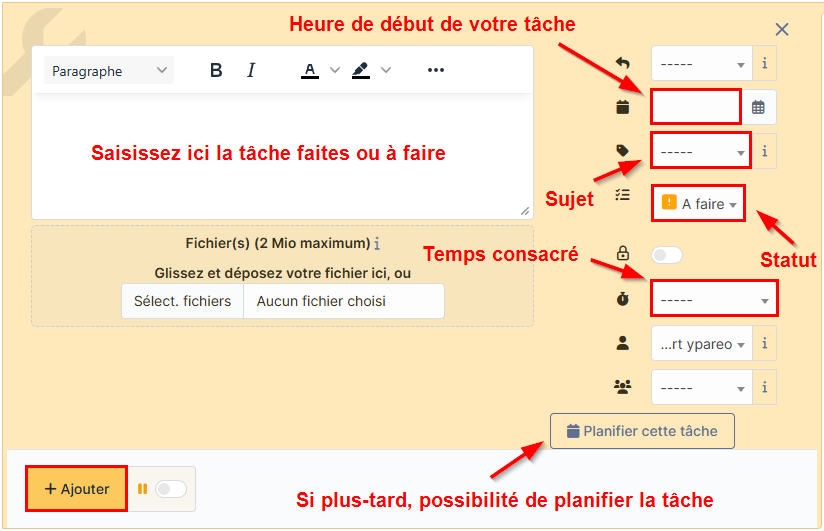 Heure de début de votre tâche
Paragraphe B I A •••
-----
Saisissez ici la tâche faites ou à faire
-----
Sujet
A faire
Statut
Fichier(s) (2 Mio maximum)
Temps consacré
Glissez et déposez votre fichier ici, ou
Sélect. fichiers Aucun fichier choisi
-----
...rt ypareo
-----
Planifier cette tâche
+ Ajouter
Si plus-tard, possibilité de planifier la tâche